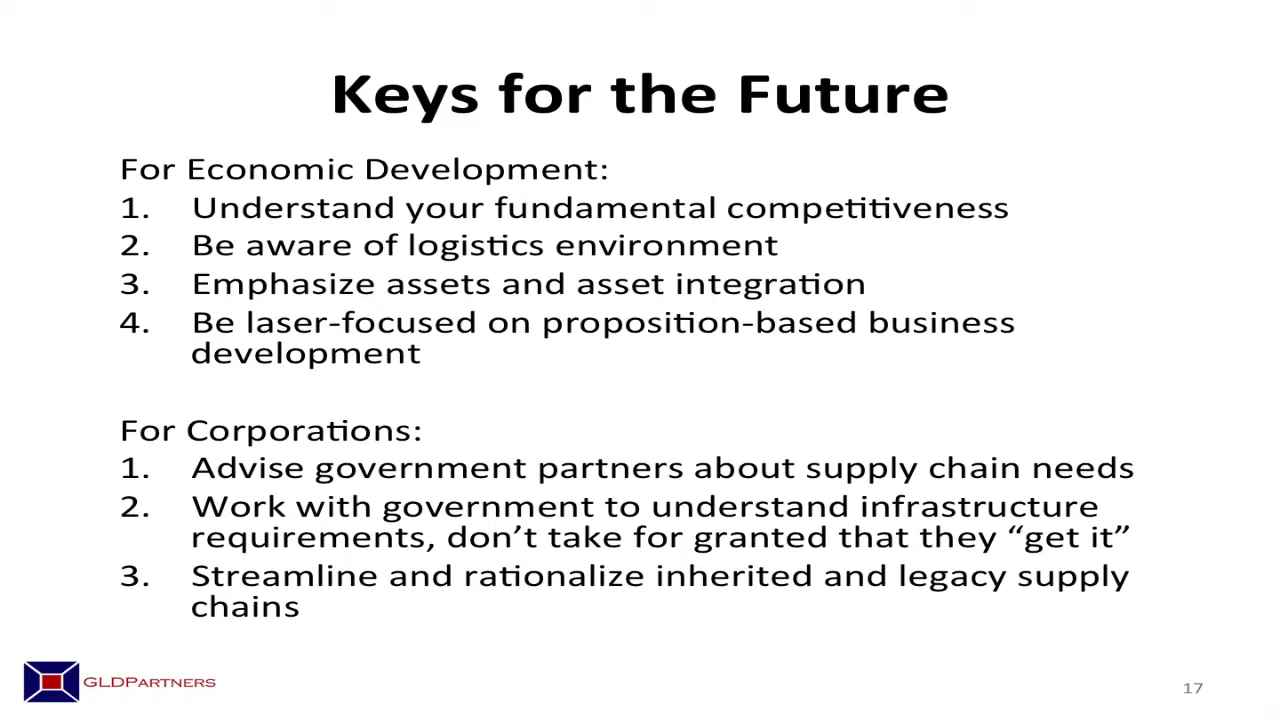 Keys for the Future
For Economic Development:
1. Understand your fundamental competitiveness
2. Be aware of logistics environment
3. Emphasize assets and asset integration
4. Be laser-focused on proposition-based business
development
For Corporations:
1. Advise government partners about supply chain needs
2. Work with government to understand infrastructure
requirements, don’t take for granted that they “get it”
3. Streamline and rationalize inherited and legacy supply
chains
GLDPARTNERS
17